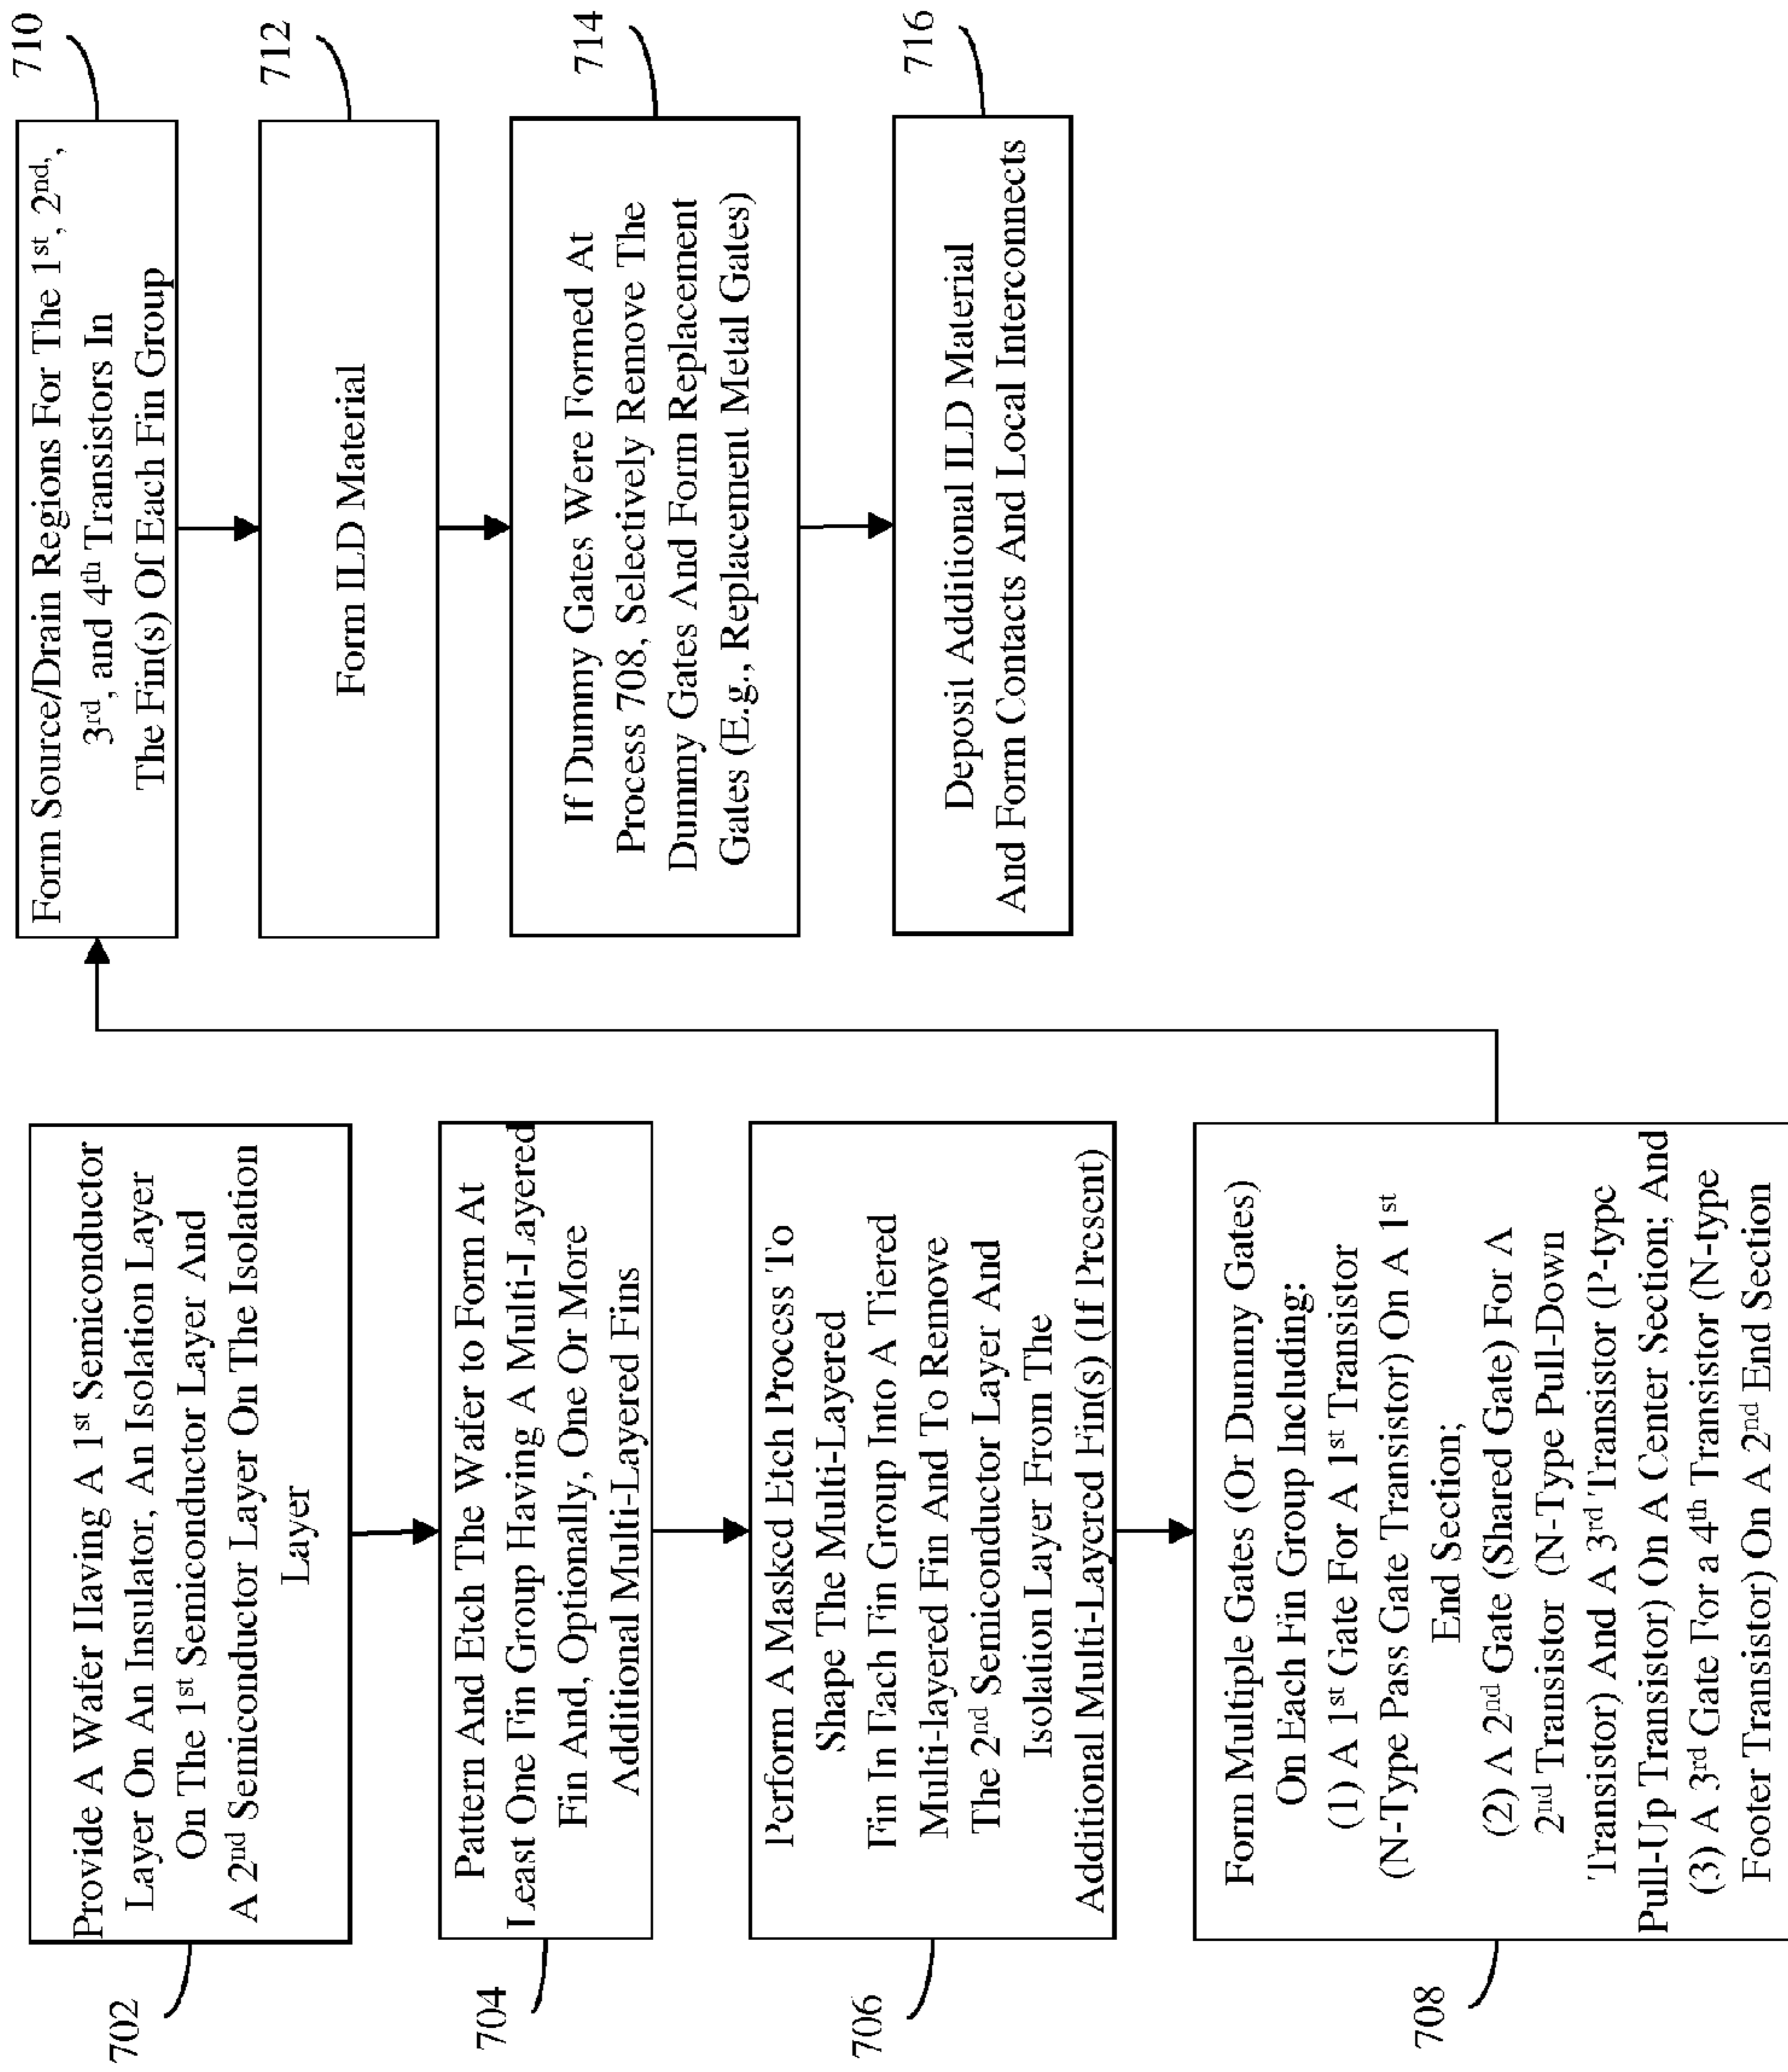 702
Provide A Wafer Having A 1st Semiconductor
Layer On An Insulator, An Isolation Layer
On The 1st Semiconductor Layer And
A 2nd Semiconductor Layer On The Isolation
Layer
704
Pattern And Etch The Wafer to Form At
Least One Fin Group Having A Multi-Layered
Fin And, Optionally, One Or More
Additional Multi-Layered Fins
706
Perform A Masked Etch Process To
Shape The Multi-Layered
Fin In Each Fin Group Into A Tiered
Multi-layered Fin And To Remove
The 2nd Semiconductor Layer And
Isolation Layer From The
Additional Multi-Layered Fin(s) (If Present)
708
Form Multiple Gates (Or Dummy Gates)
On Each Fin Group Including:
(1) A 1st Gate For A 1st Transistor
(N-Type Pass Gate Transistor) On A 1st
End Section;
(2) A 2nd Gate (Shared Gate) For A
2nd Transistor (N-Type Pull-Down
Transistor) And A 3rd Transistor (P-type
Pull-Up Transistor) On A Center Section; And
(3) A 3rd Gate For a 4th Transistor (N-type
Footer Transistor) On A 2nd End Section
710
Form Source/Drain Regions For The 1st, 2nd,
3rd, and 4th Transistors In
The Fin(s) Of Each Fin Group
712
Form ILD Material
714
If Dummy Gates Were Formed At
Process 708, Selectively Remove The
Dummy Gates And Form Replacement
Gates (E.g., Replacement Metal Gates)
716
Deposit Additional ILD Material
And Form Contacts And Local Interconnects